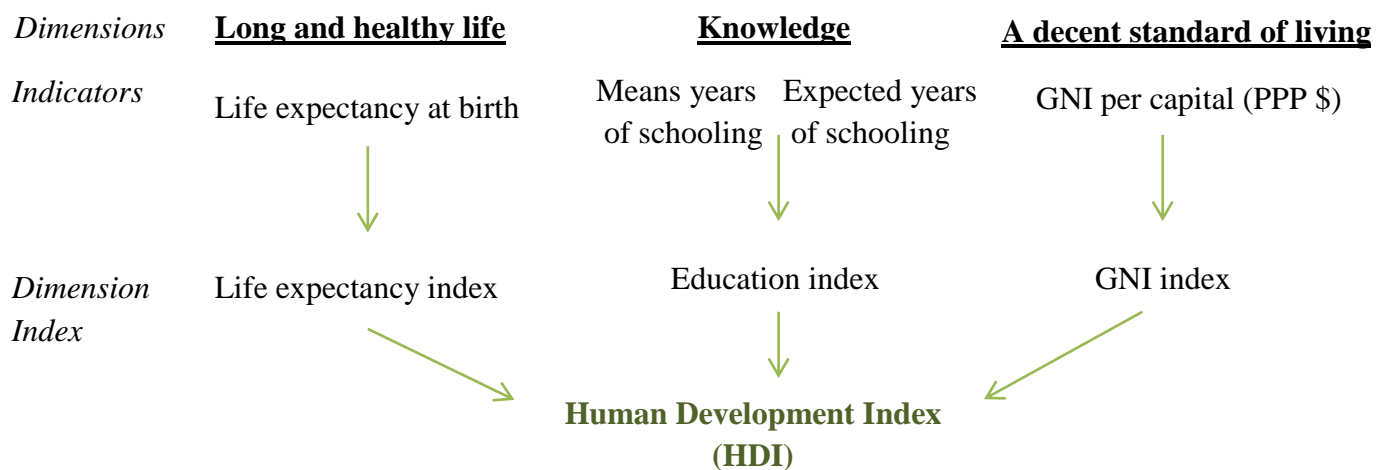 Dimensions Long and healthy life Knowledge A decent standard of living
Indicators Life expectancy at birth Means years Expected years GNI per capital (PPP $)
of schooling of schooling
Dimension Life expectancy index Education index GNI index
Index
Human Development Index
(HDI)